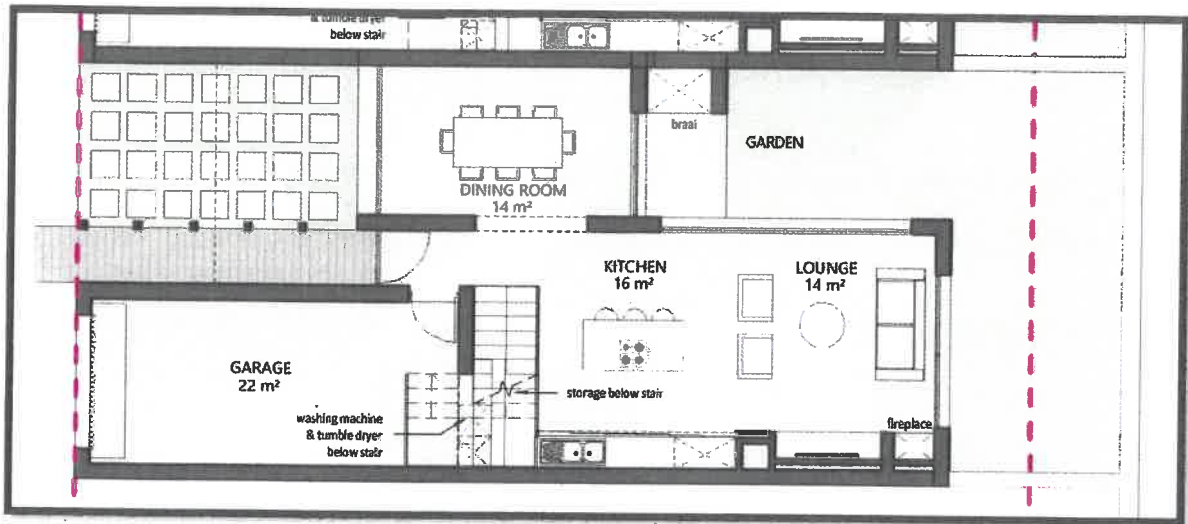 & tumble dryer
below stair
braai
GARDEN
DINING ROOM
14 m²
KITCHEN
16 m²
LOUNGE
14 m²
GARAGE
22 m²
storage below stair
washing machine
& tumble dryer
below stair
fireplace